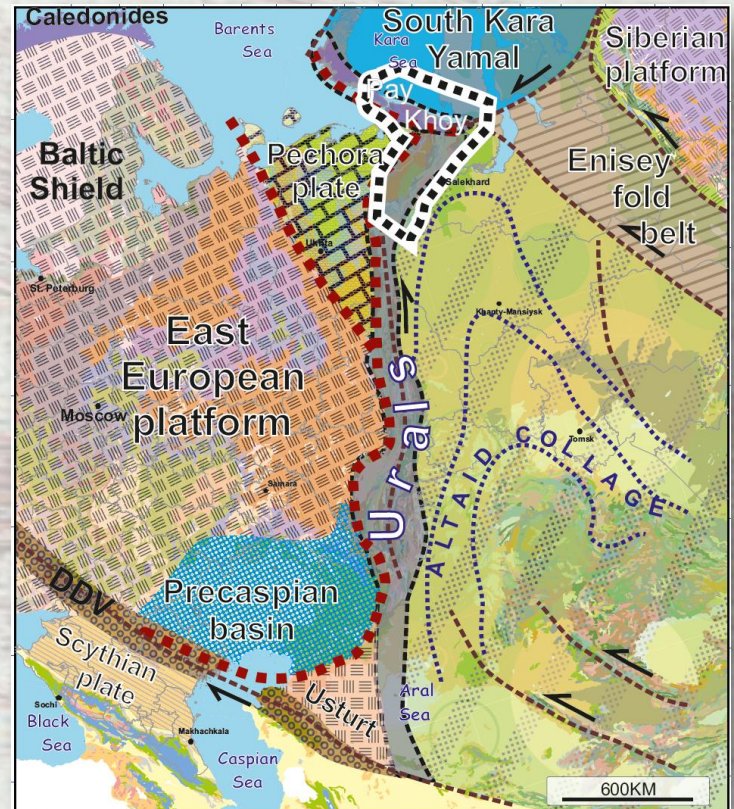 Caledonides
Barents
Sea
South Kara
Yamal
Kara
Sea
Siberian
platform
Pay
Khoy
Baltic
Shield
Pechora
plate
Enisey
fold
belt
Salekhard
Ukhta
St. Peterburg
Khanty-Mansiysk
East
European
platform
Moscow
Urals
ALTAID COLLAGE
Tomsk
Samara
DDV
Precaspian
basin
Scythian
plate
Usturt
Aral
Sea
Sochi
Black
Sea
Makhachkala
Caspian
Sea
600KM